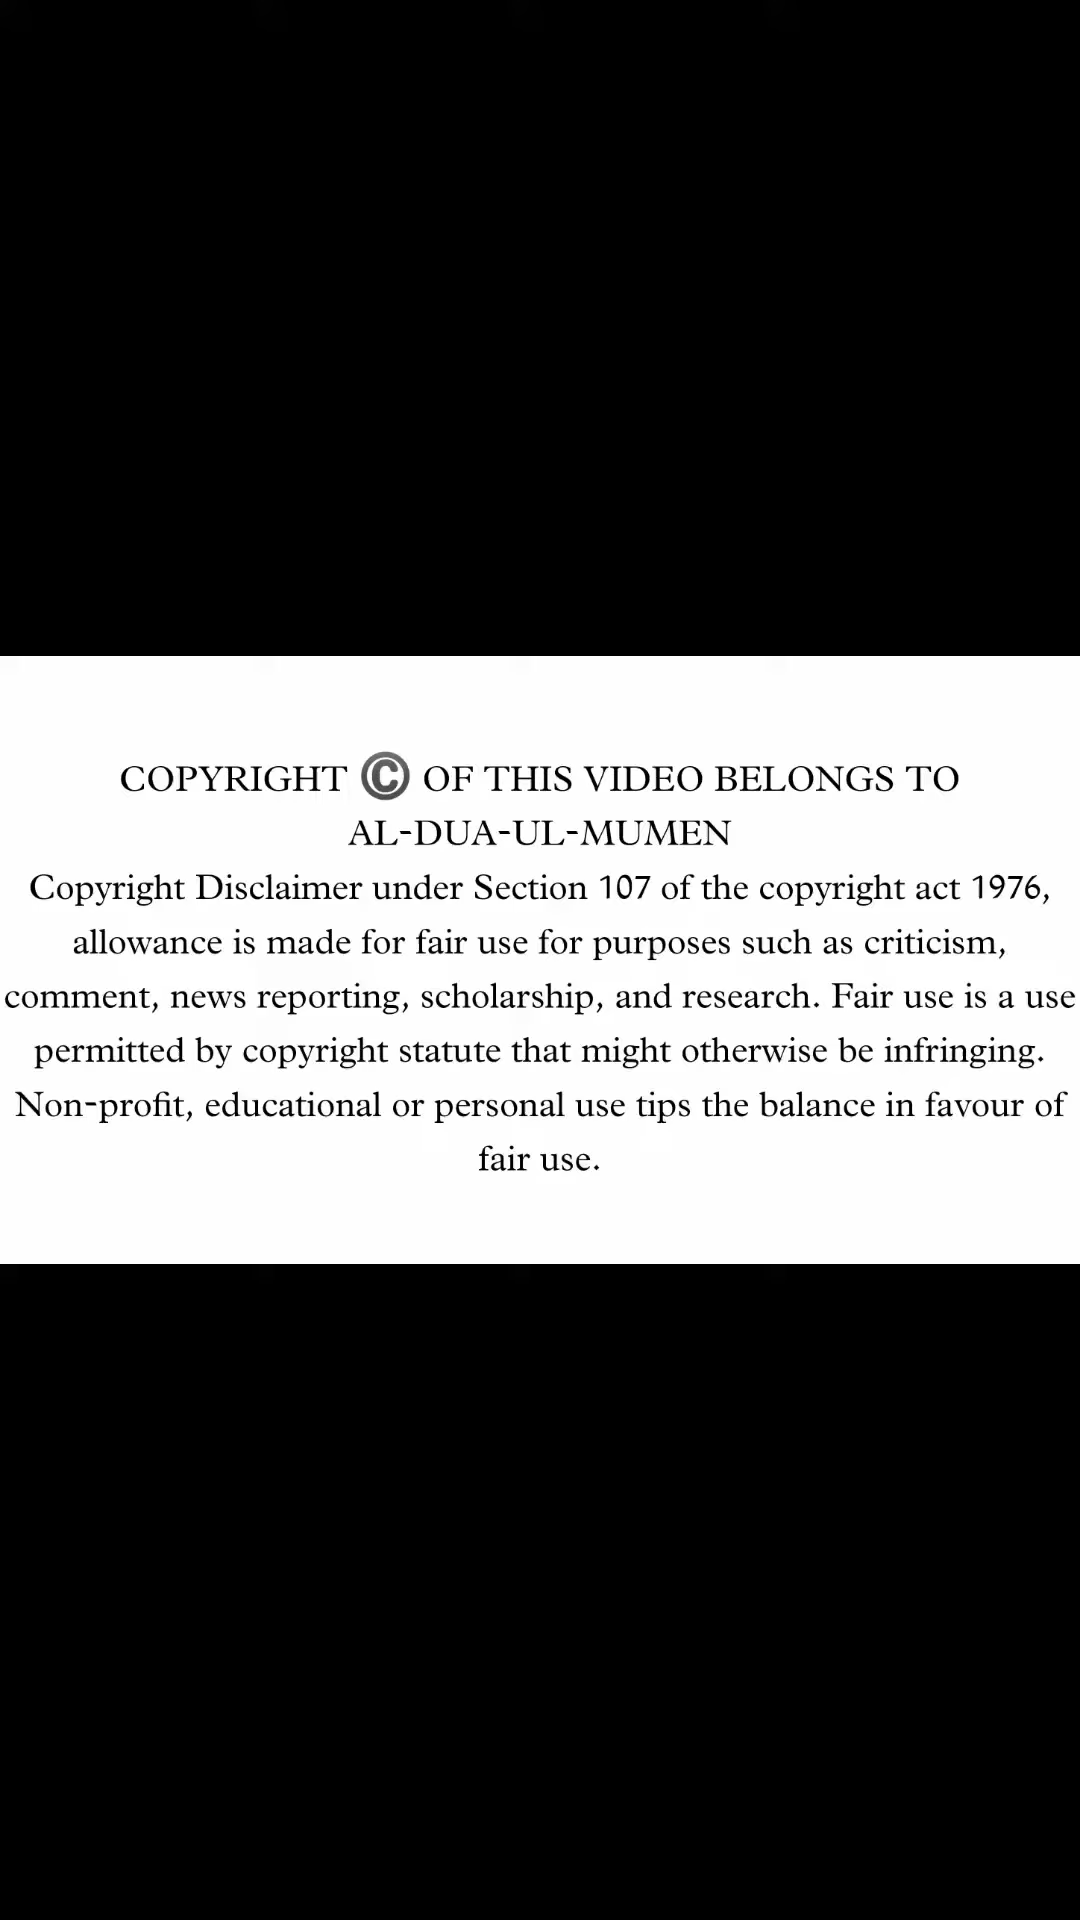 COPYRIGHT © OF THIS VIDEO BELONGS TO
AL-DUA-UL-MUMEN
Copyright Disclaimer under Section 107 of the copyright act 1976,
allowance is made for fair use for purposes such as criticism,
comment, news reporting, scholarship, and research. Fair use is a use
permitted by copyright statute that might otherwise be infringing.
Non-profit, educational or personal use tips the balance in favour of
fair use.